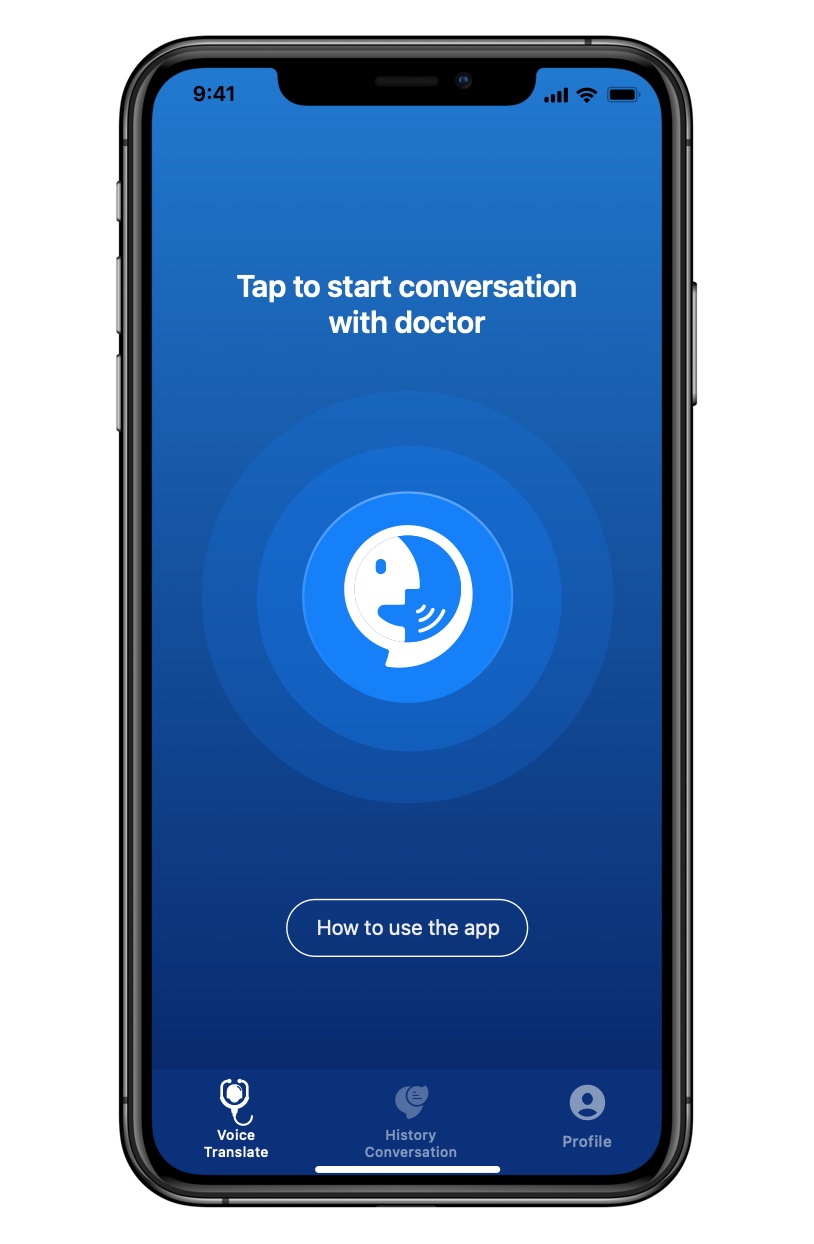 9:41
Tap to start conversation
with doctor
How to use the app
Voice
Translate
History
Conversation
Profile